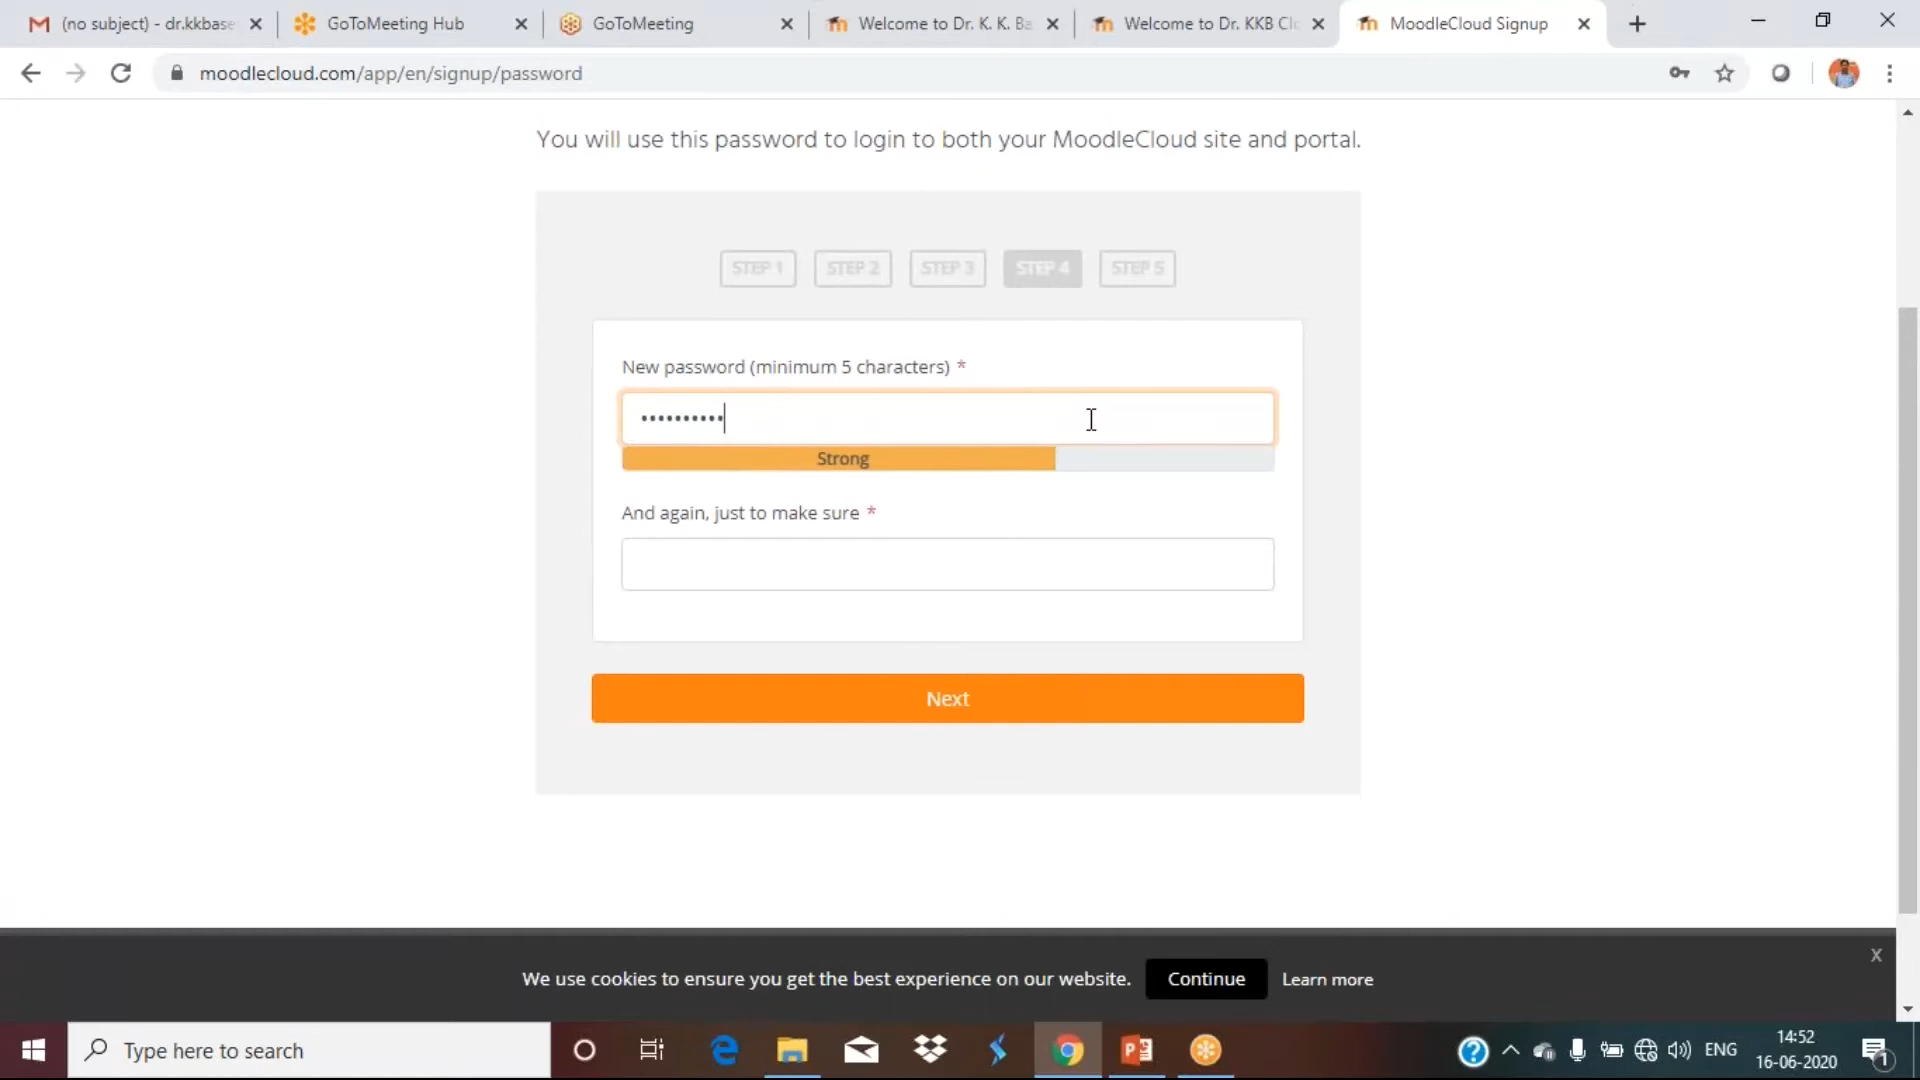 (no subject) - dr.kkbase
GoToMeeting Hub
GoToMeeting
Welcome to Dr. K. K. Ba
Welcome to Dr. KKB Clo
MoodleCloud Signup
moodlecloud.com/app/en/signup/password
You will use this password to login to both your MoodleCloud site and portal.
STEP 1
STEP 2
STEP 3
STEP 4
STEP 5
New password (minimum 5 characters) *
••••••••••
Strong
And again, just to make sure *
Next
We use cookies to ensure you get the best experience on our website.
Continue
Learn more
x
Type here to search
ENG
14:52
16-06-2020
1